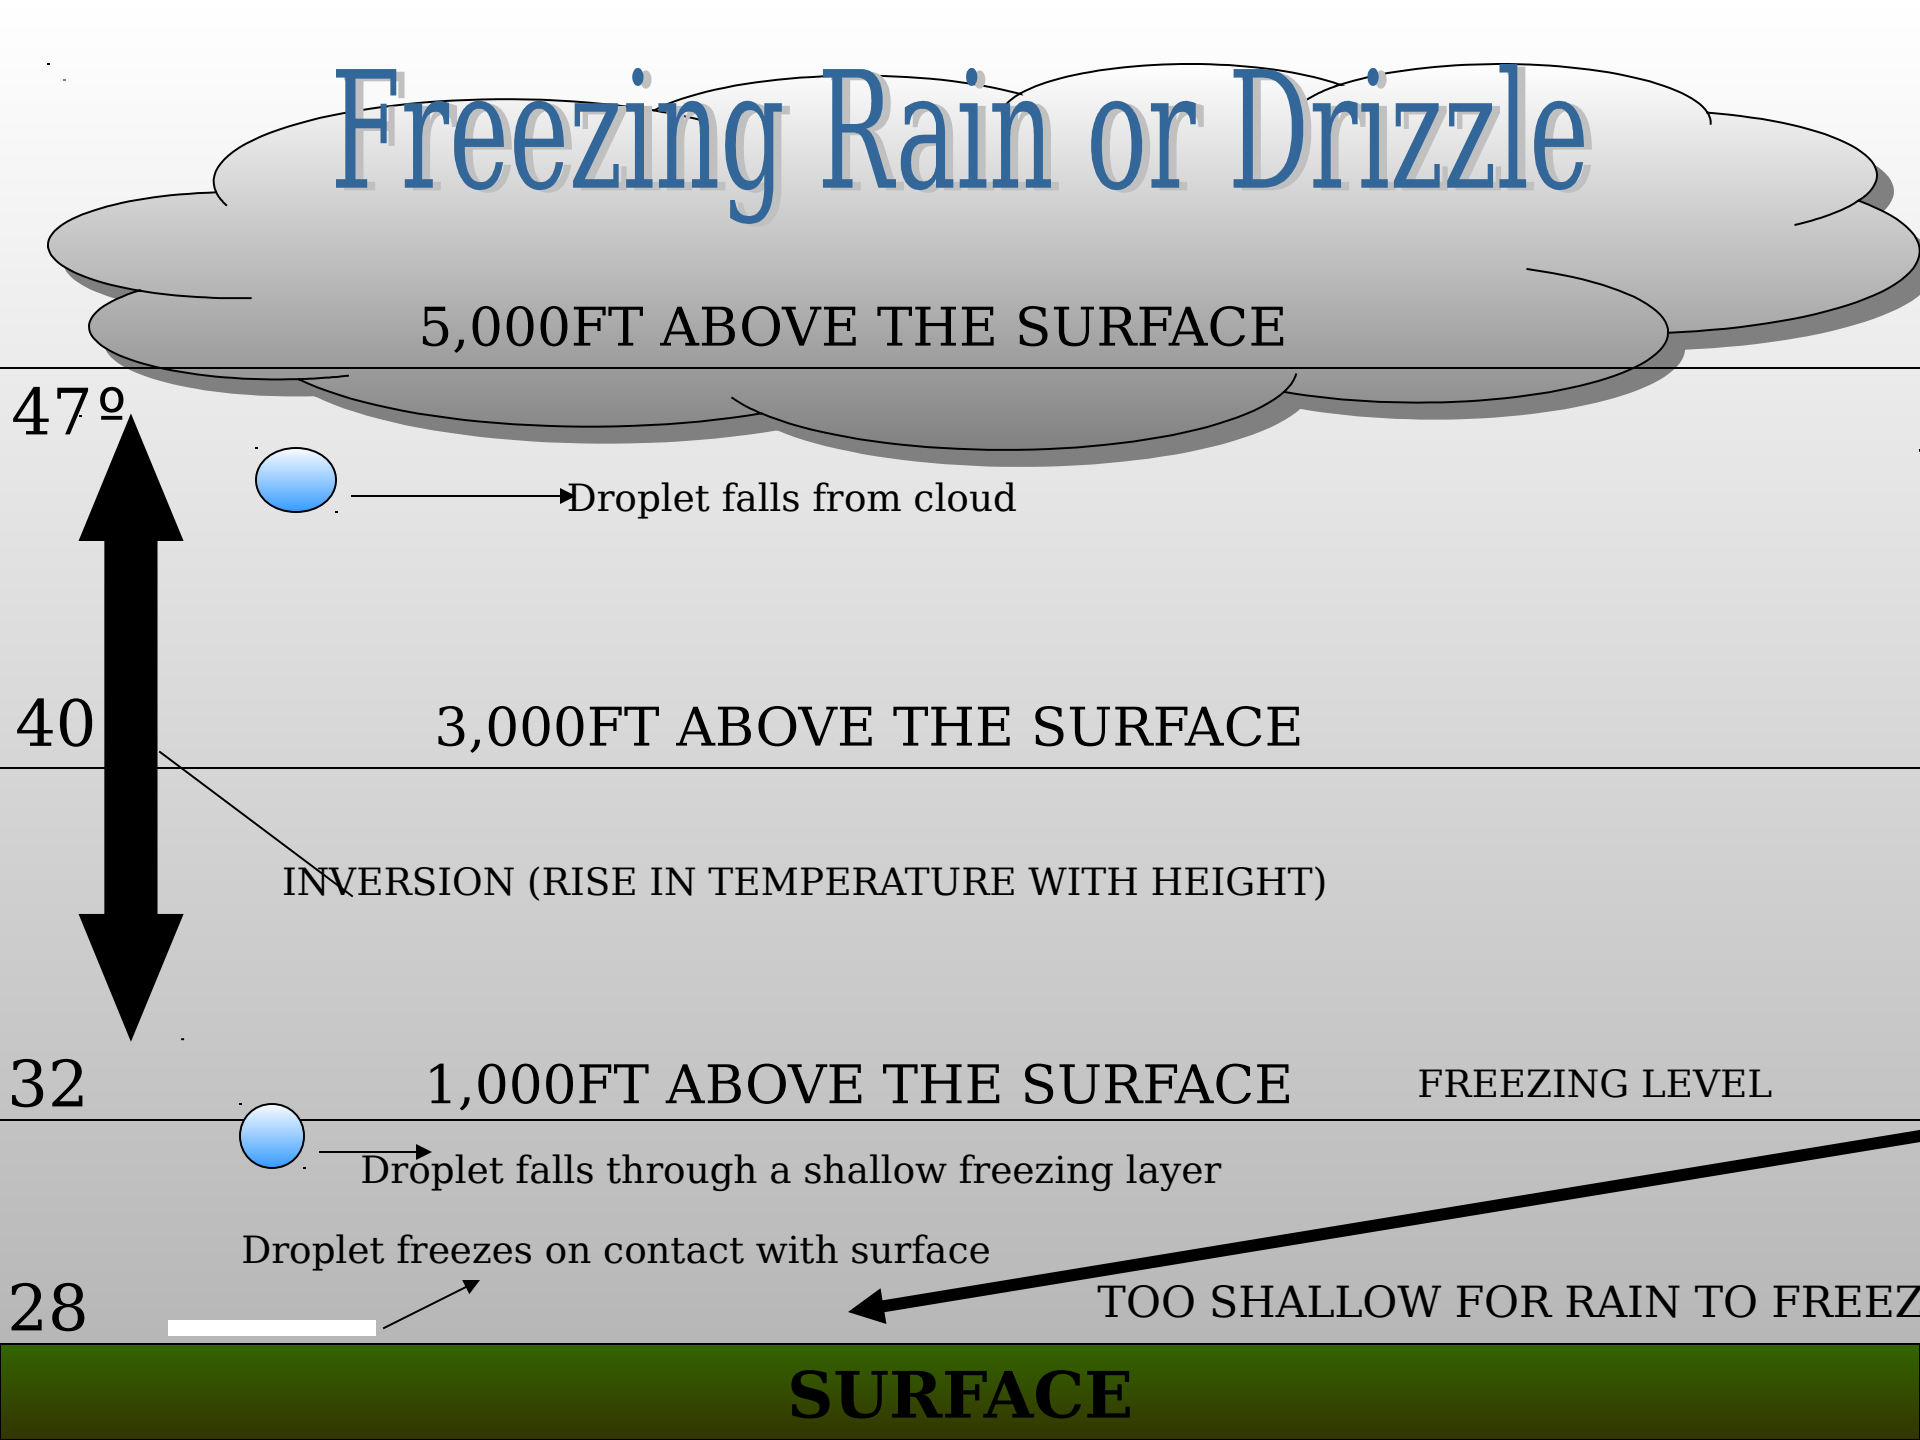 Freezing Rain or Drizzle
5,000FT ABOVE THE SURFACE
47º
Droplet falls from cloud
40
3,000FT ABOVE THE SURFACE
INVERSION (RISE IN TEMPERATURE WITH HEIGHT)
32
1,000FT ABOVE THE SURFACE
FREEZING LEVEL
Droplet falls through a shallow freezing layer
Droplet freezes on contact with surface
28
TOO SHALLOW FOR RAIN TO FREEZ
SURFACE